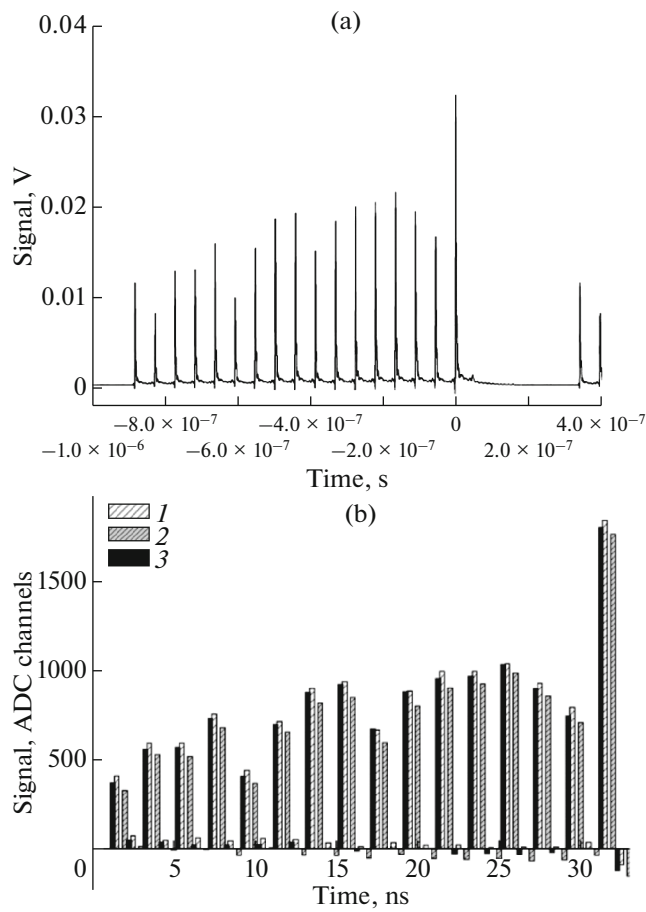 (a)
0.04
0.03
0.02
0.01
0
Signal, V
−8.0 × 10⁻⁷ −4.0 × 10⁻⁷ 0 4.0 × 10⁻⁷
−1.0 × 10⁻⁶ −6.0 × 10⁻⁷ −2.0 × 10⁻⁷ 2.0 × 10⁻⁷
Time, s
(b)
1
2
3
1500
1000
500
0
Signal, ADC channels
5 10 15 20 25 30
Time, ns